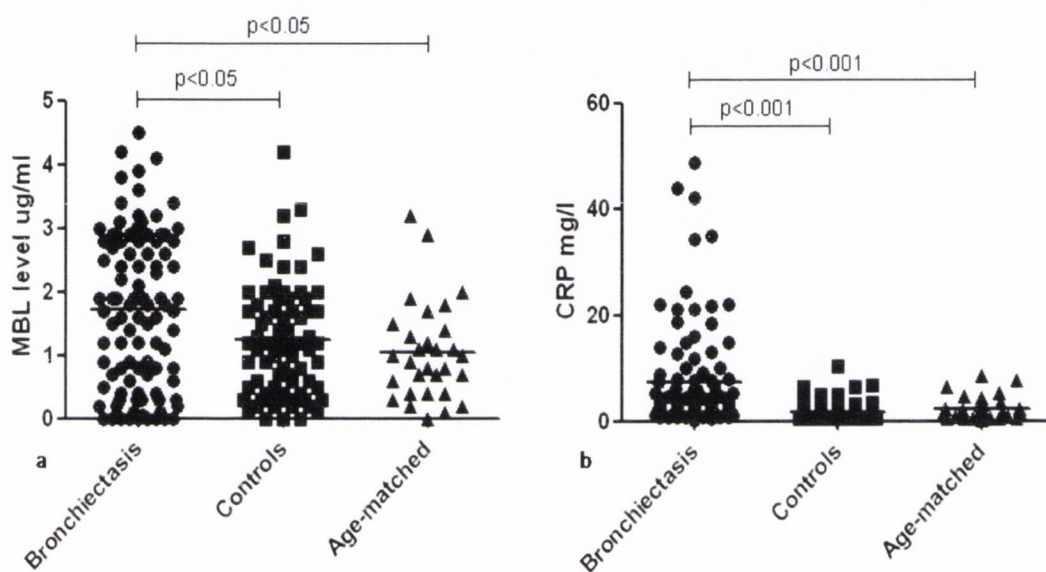 p<0.05
p<0.05
5
4
3
2
1
0
MBL level ug/ml
a
Bronchiectasis
Controls
Age-matched
p<0.001
p<0.001
60
40
20
0
CRP mg/l
b
Bronchiectasis
Controls
Age-matched